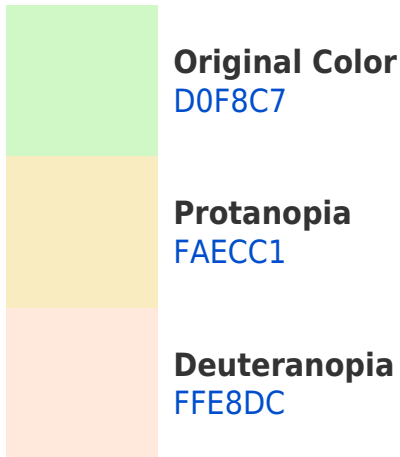 Original Color
D0F8C7
Protanopia
FAECC1
Deuteranopia
FFE8DC